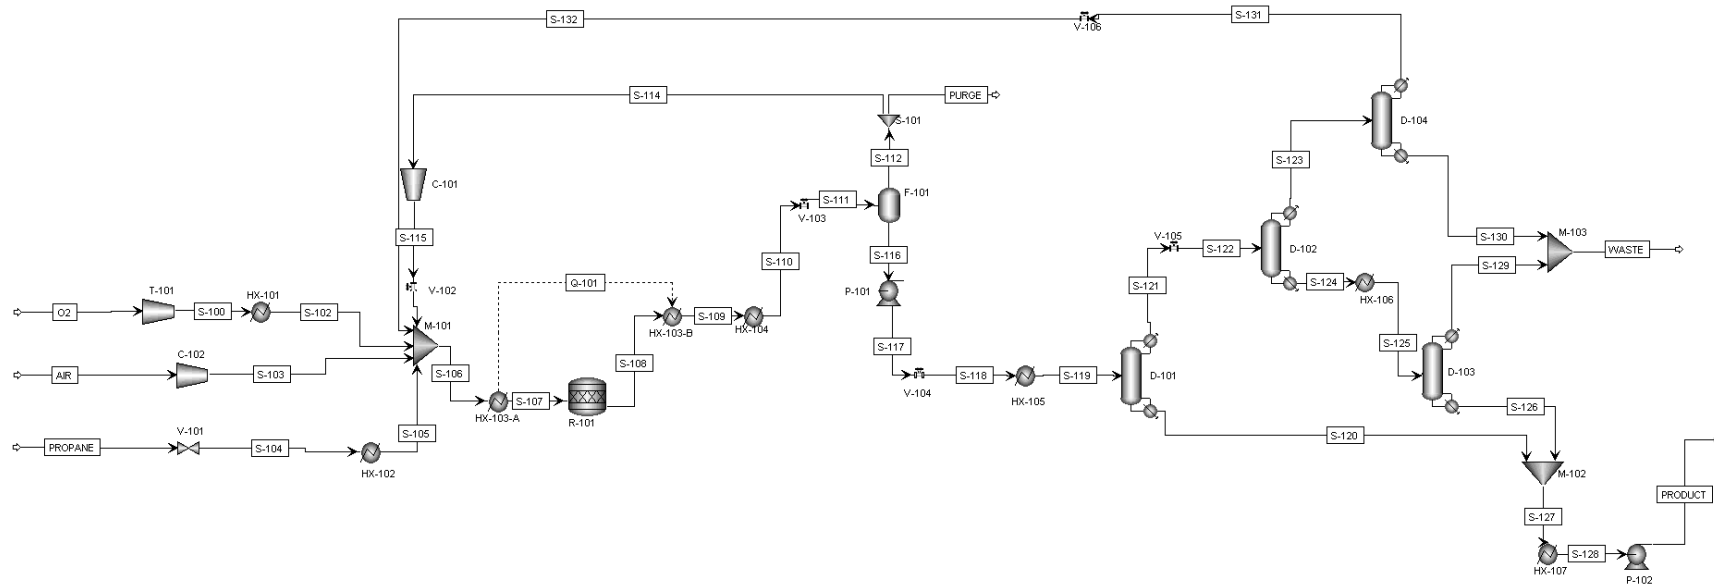 S-132
V-106
S-131
S-114
PURGE
S-101
D-104
S-112
S-123
C-101
F-101
S-111
V-103
S-115
S-116
S-110
V-105
S-122
D-102
S-130
M-103
WASTE
S-129
S-124
HX-106
V-102
Q-101
P-101
S-121
T-101
S-100
HX-101
O2
S-102
M-101
HX-103-B
S-109
HX-104
S-117
S-125
C-102
AIR
S-103
S-106
S-108
V-104
S-118
HX-105
S-119
D-101
D-103
HX-103-A
S-107
R-101
S-126
V-101
PROPANE
S-104
S-105
HX-102
S-120
M-102
PRODUCT
S-127
HX-107
S-128
P-102